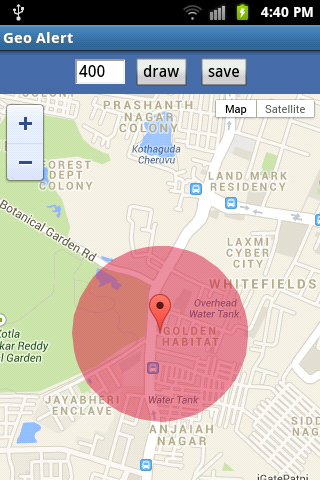 4:40 PM
Geo Alert
400 draw save
+
−
Map Satellite
PRASHANTH
NAGAR
COLONY
Kothaguda
Cheruvu
FOREST
DEPT
COLONY
LAND MARK
RESIDENCY
Botanical Garden Rd
LAXMI
CYBER
CITY
WHITEFIELDS
Overhead
Water Tank
GOLDEN
HABITAT
Kotla
kar Reddy
l Garden
JAYABHERI
ENCLAVE
Water Tank
ANJAIAH
NAGAR
SIDD
iGatePatni